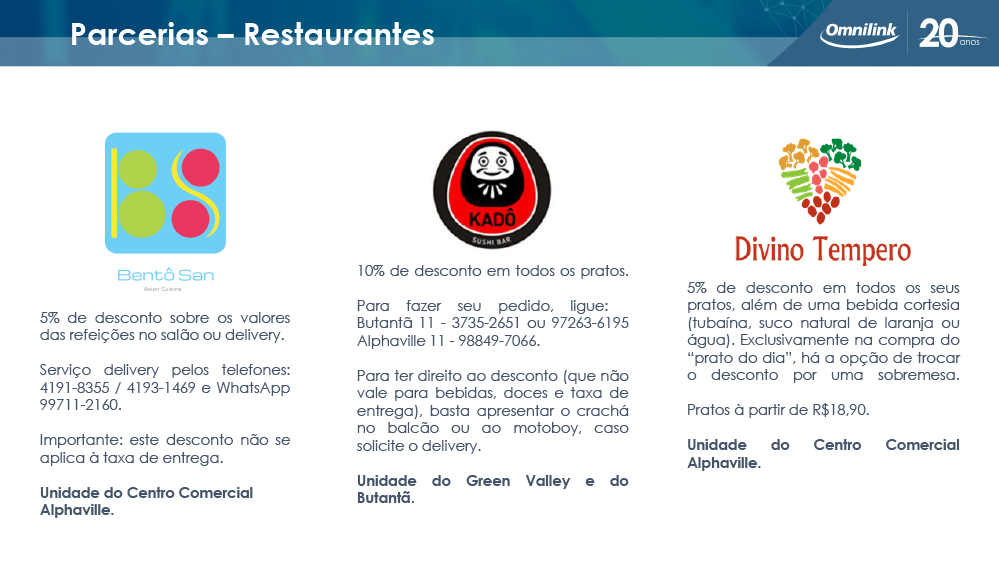 Parcerias – Restaurantes
Omnilink
20 anos
BS
Bentô San
Asian Cuisine
5% de desconto sobre os valores
das refeições no salão ou delivery.
Serviço delivery pelos telefones:
4191-8355 / 4193-1469 e WhatsApp
99711-2160.
Importante: este desconto não se
aplica à taxa de entrega.
Unidade do Centro Comercial
Alphaville.
KADÔ
SUSHI BAR
10% de desconto em todos os pratos.
Para fazer seu pedido, ligue:
Butantã 11 - 3735-2651 ou 97263-6195
Alphaville 11 - 98849-7066.
Para ter direito ao desconto (que não
vale para bebidas, doces e taxa de
entrega), basta apresentar o crachá
no balcão ou ao motoboy, caso
solicite o delivery.
Unidade do Green Valley e do
Butantã.
Divino Tempero
5% de desconto em todos os seus
pratos, além de uma bebida cortesia
(tubaína, suco natural de laranja ou
água). Exclusivamente na compra do
“prato do dia”, há a opção de trocar
o desconto por uma sobremesa.
Pratos à partir de R$18,90.
Unidade do Centro Comercial
Alphaville.